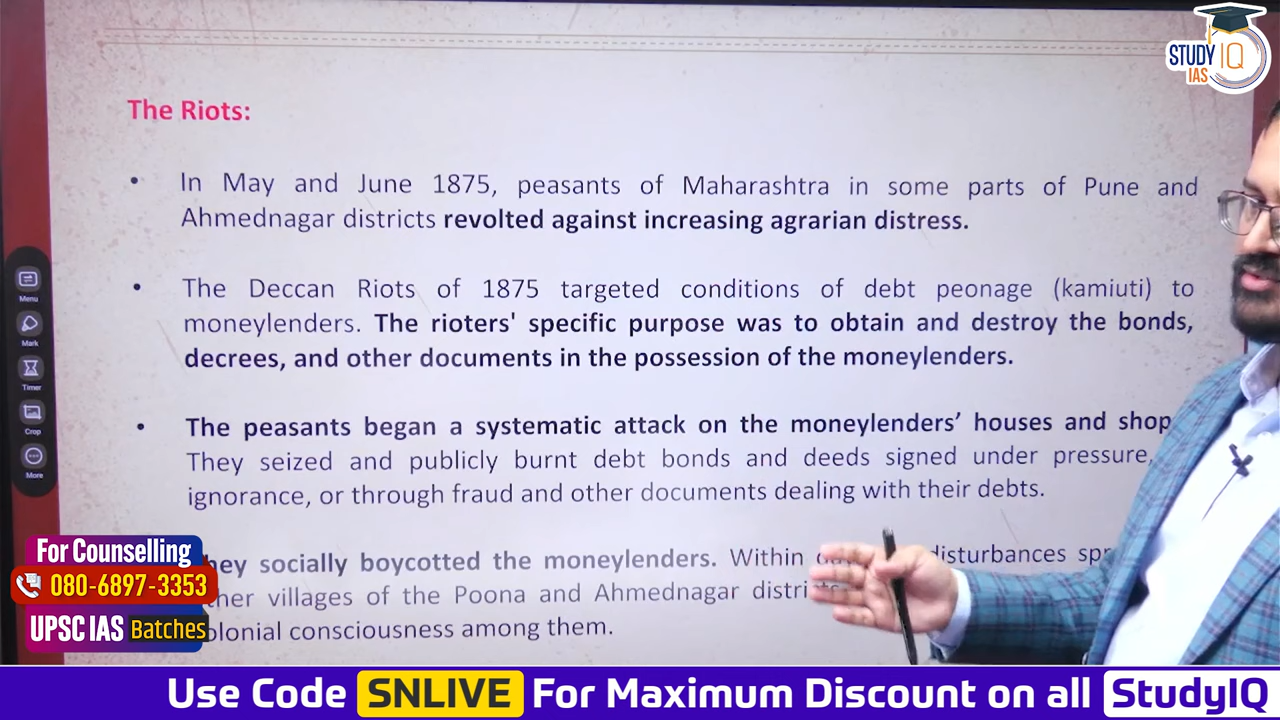 STUDY IQ
IAS
The Riots:
• In May and June 1875, peasants of Maharashtra in some parts of Pune and
Ahmednagar districts revolted against increasing agrarian distress.
• The Deccan Riots of 1875 targeted conditions of debt peonage (kamiuti) to
moneylenders. The rioters' specific purpose was to obtain and destroy the bonds,
decrees, and other documents in the possession of the moneylenders.
• The peasants began a systematic attack on the moneylenders’ houses and shop
They seized and publicly burnt debt bonds and deeds signed under pressure,
ignorance, or through fraud and other documents dealing with their debts.
hey socially boycotted the moneylenders. Within disturbances
villages of the Poona and Ahmednagar
olonial consciousness among them.
Menu
Mark
Timer
Crop
More
For Counselling
080-6897-3353
UPSC IAS Batches
Use Code SNLIVE For Maximum Discount on all StudyIQ